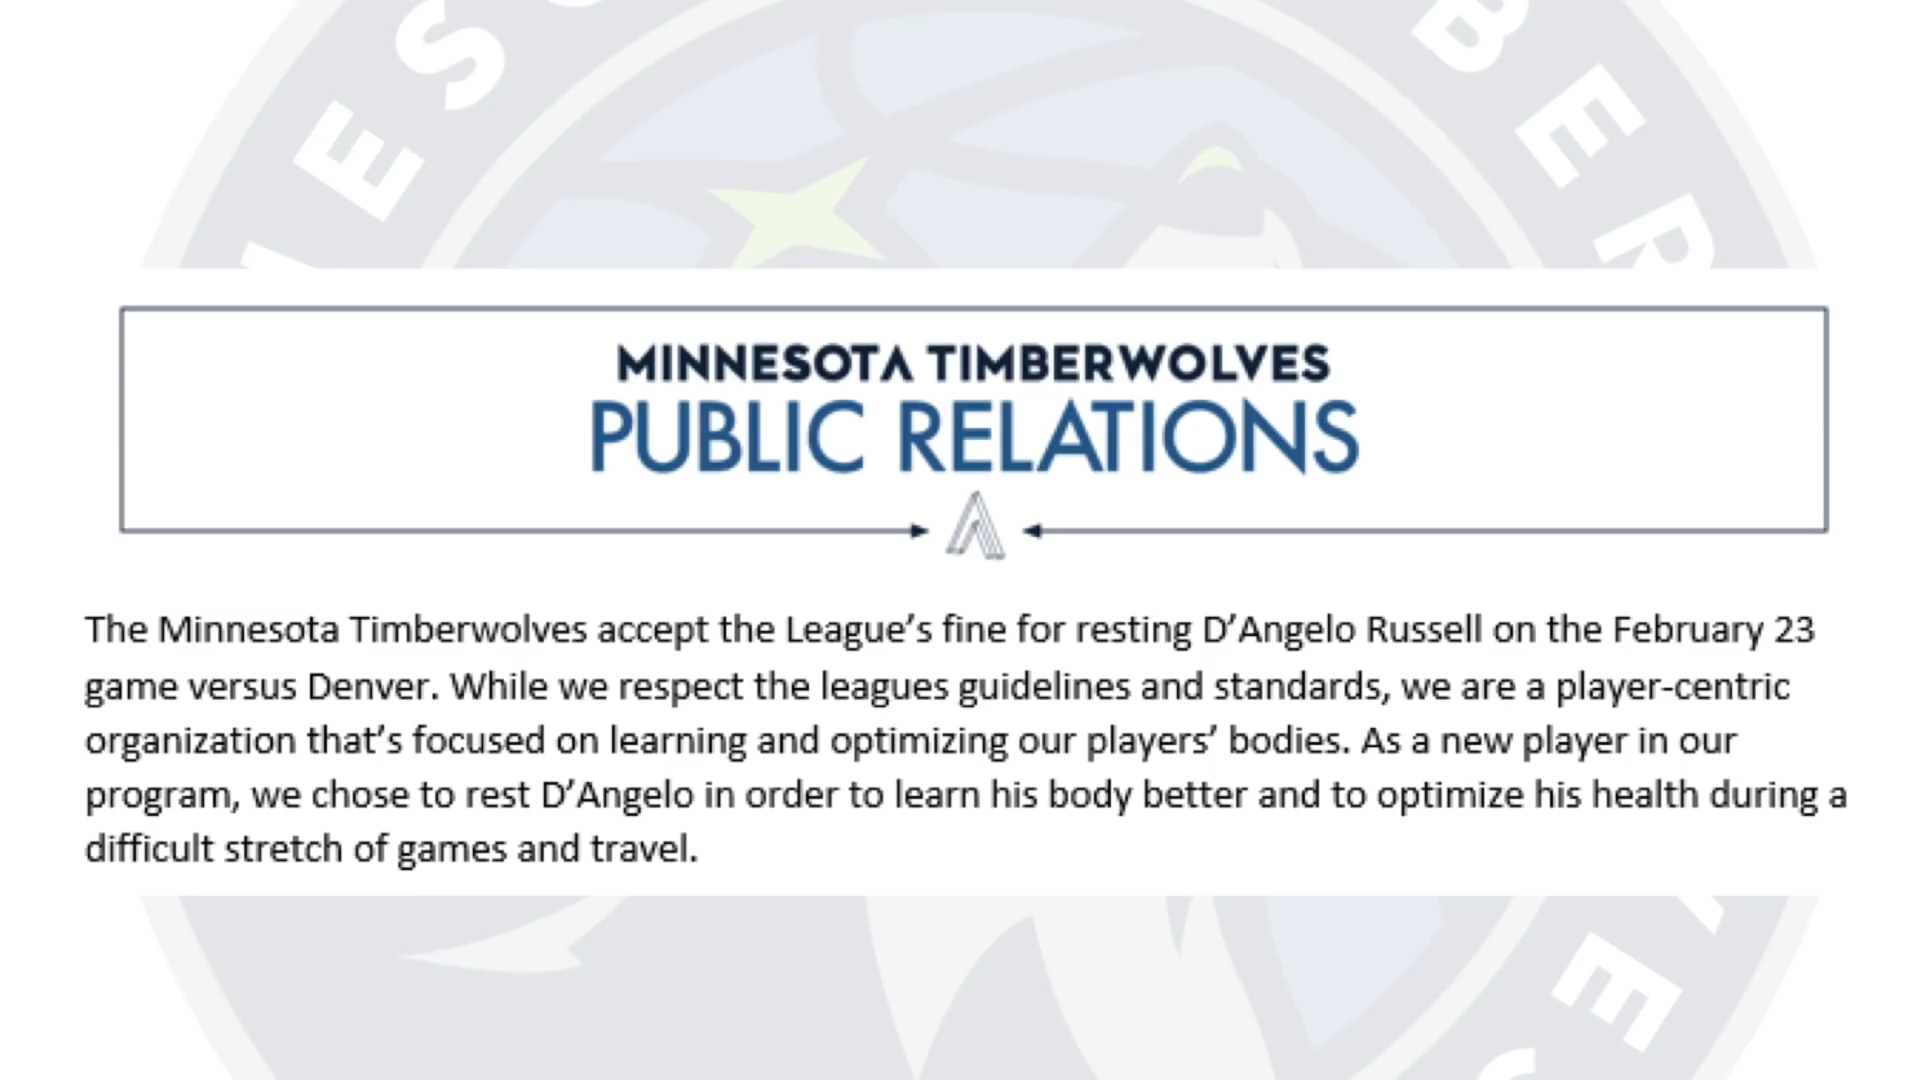 MINNESOTA TIMBERWOLVES
PUBLIC RELATIONS
The Minnesota Timberwolves accept the League’s fine for resting D’Angelo Russell on the February 23
game versus Denver. While we respect the leagues guidelines and standards, we are a player-centric
organization that’s focused on learning and optimizing our players’ bodies. As a new player in our
program, we chose to rest D’Angelo in order to learn his body better and to optimize his health during a
difficult stretch of games and travel.